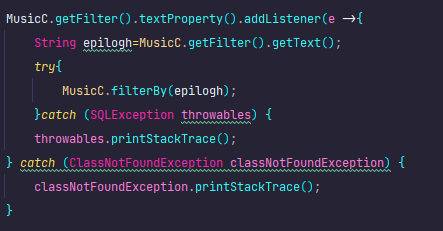 MusicC.getFilter().textProperty().addListener(e ->{
String epilogh=MusicC.getFilter().getText();
try{
MusicC.filterBy(epilogh);
}catch (SQLException throwables) {
throwables.printStackTrace();
} catch (ClassNotFoundException classNotFoundException) {
classNotFoundException.printStackTrace();
}